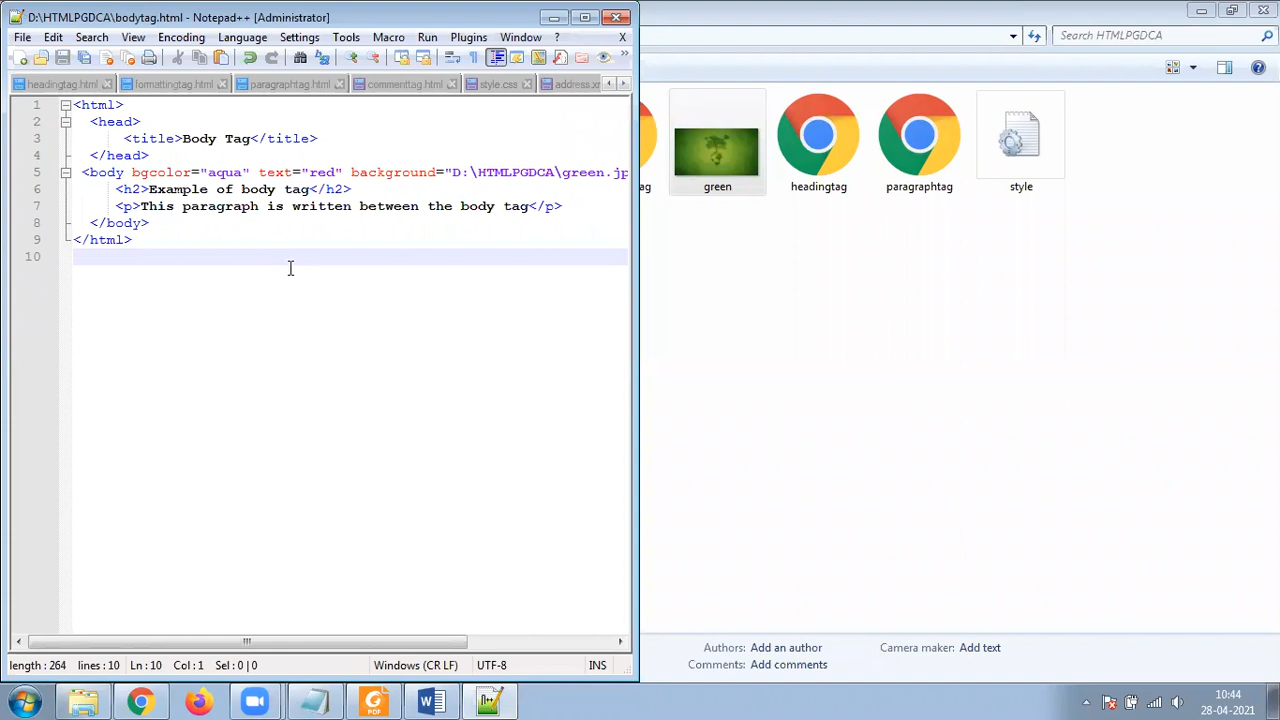 D:\HTMLPGDCA\bodytag.html - Notepad++ [Administrator]
File Edit Search View Encoding Language Settings Tools Macro Run Plugins Window ? X
headingtag.html formattingtag.html paragraphtag.html commenttag.html style.css address.xr
1 <html>
2 <head>
3 <title>Body Tag</title>
4 </head>
5 <body bgcolor="aqua" text="red" background="D:\HTMLPGDCA\green.jp
6 <h2>Example of body tag</h2>
7 <p>This paragraph is written between the body tag</p>
8 </body>
9 </html>
10
length : 264 lines : 10 Ln : 10 Col : 1 Sel : 0 | 0 Windows (CR LF) UTF-8 INS
Search HTMLPGDCA
ag green headingtag paragraphtag style
Authors: Add an author Camera maker: Add text
Comments: Add comments
PDF W N++
10:44
28-04-2021